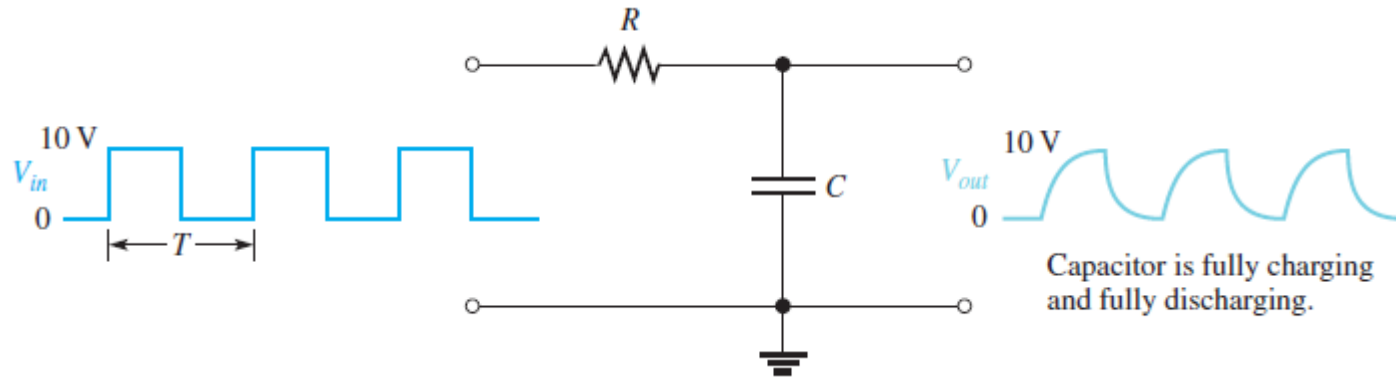 R
10 V
V_in
0
T
C
10 V
V_out
0
Capacitor is fully charging
and fully discharging.